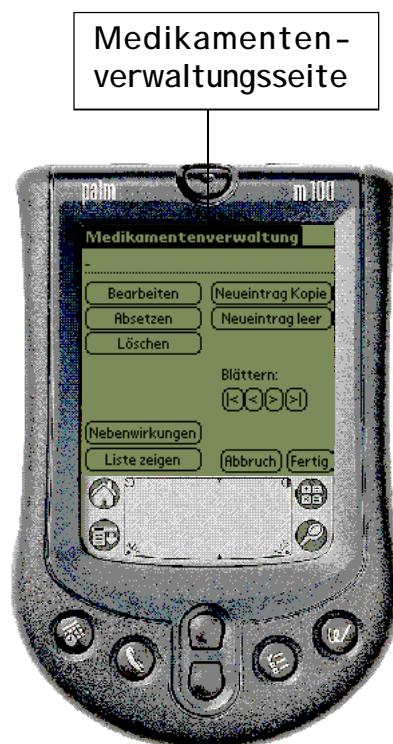 Medikamenten-
verwaltungsseite
palm m100
Medikamentenverwaltung
-
Bearbeiten Neueintrag Kopie
Absetzen Neueintrag leer
Löschen
Blättern:
|< < > >|
Nebenwirkungen
Liste zeigen Abbruch Fertig